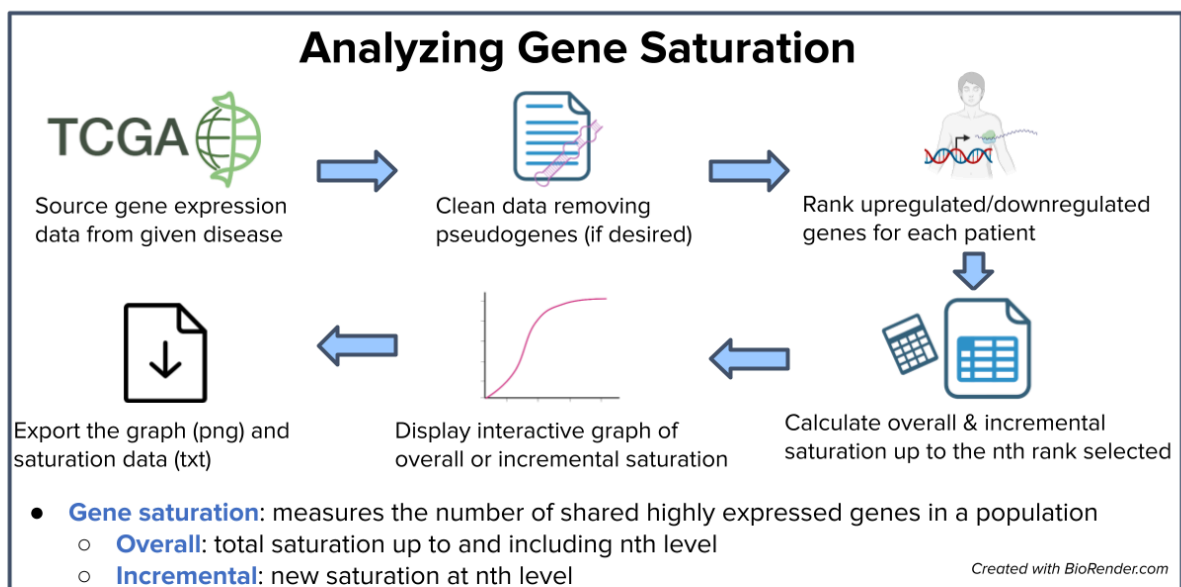 Analyzing Gene Saturation
TCGA
Source gene expression
data from given disease
Clean data removing
pseudogenes (if desired)
Rank upregulated/downregulated
genes for each patient
Calculate overall & incremental
saturation up to the nth rank selected
Display interactive graph of
overall or incremental saturation
Export the graph (png) and
saturation data (txt)
● Gene saturation: measures the number of shared highly expressed genes in a population
○ Overall: total saturation up to and including nth level
○ Incremental: new saturation at nth level
Created with BioRender.com